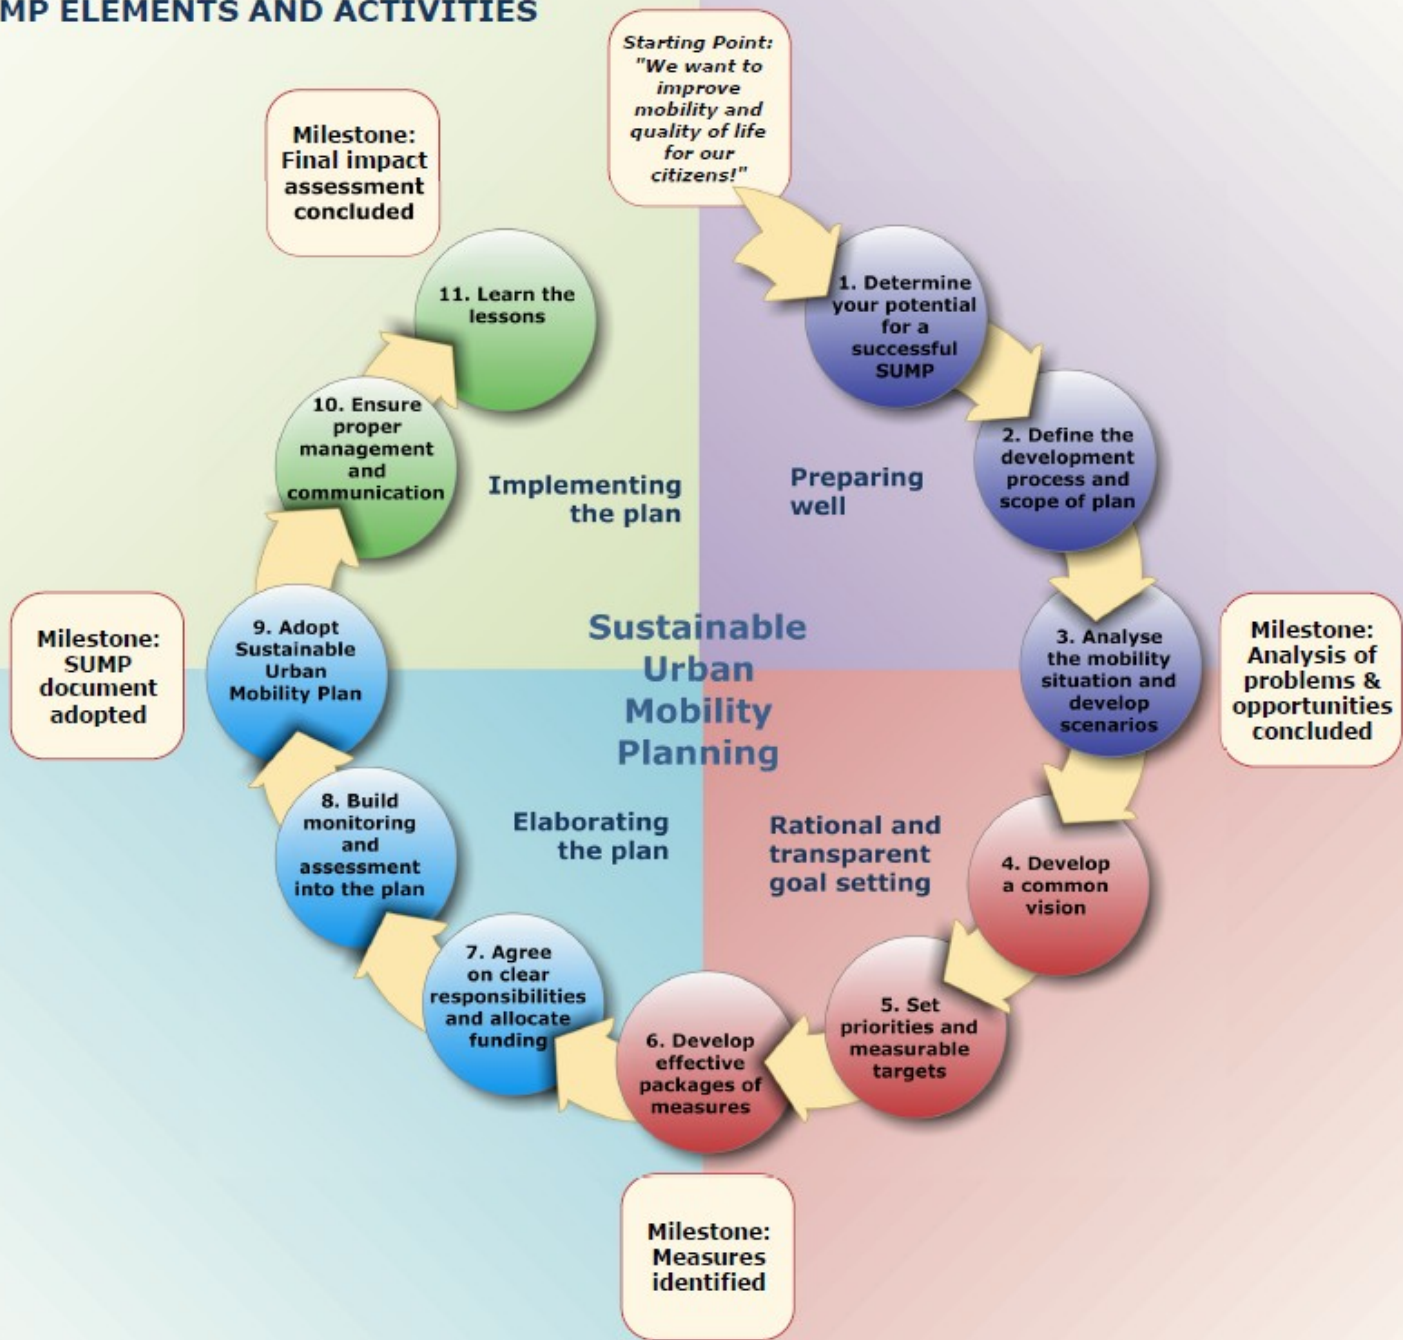 MP ELEMENTS AND ACTIVITIES
Starting Point:
"We want to
improve
mobility and
quality of life
for our
citizens!"
1. Determine
your potential
for a
successful
SUMP
2. Define the
development
process and
scope of plan
3. Analyse
the mobility
situation and
develop
scenarios
Milestone:
Analysis of
problems &
opportunities
concluded
4. Develop
a common
vision
5. Set
priorities and
measurable
targets
6. Develop
effective
packages of
measures
Milestone:
Measures
identified
7. Agree
on clear
responsibilities
and allocate
funding
8. Build
monitoring
and
assessment
into the plan
9. Adopt
Sustainable
Urban
Mobility Plan
Milestone:
SUMP
document
adopted
10. Ensure
proper
management
and
communication
11. Learn the
lessons
Milestone:
Final impact
assessment
concluded
Implementing
the plan
Preparing
well
Sustainable
Urban
Mobility
Planning
Elaborating
the plan
Rational and
transparent
goal setting